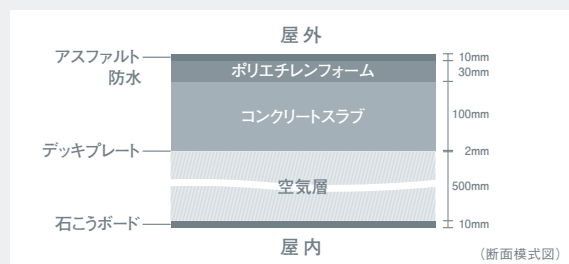 屋外
アスファルト
防水
ポリエチレンフォーム
コンクリートスラブ
デッキプレート
空気層
石こうボード
屋内
10mm
30mm
100mm
2mm
500mm
10mm
（断面模式図）